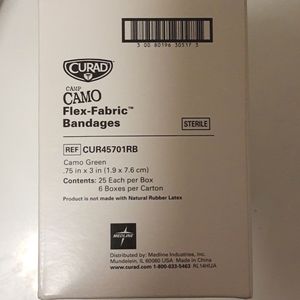 3 00 80196 30517 3
CURAD
CAMP
CAMO
Flex-Fabric™
Bandages
STERILE
REF CUR45701RB
Camo Green
.75 in x 3 in (1.9 x 7.6 cm)
Contents: 25 Each per Box
6 Boxes per Carton
Product is not made with Natural Rubber Latex
MEDLINE
Distributed by: Medline Industries, Inc.
Mundelein, IL 60060 USA Made in China
www.curad.com 1-800-633-5463 RL14HUA